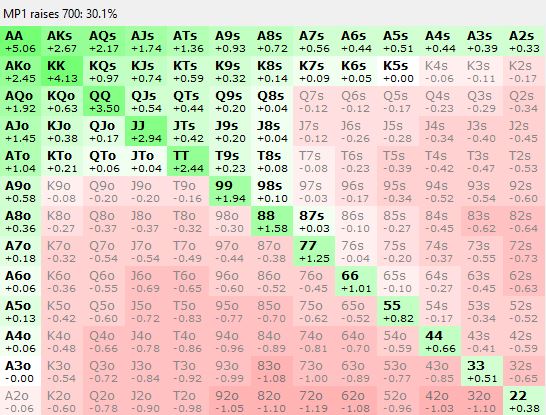 MP1 raises 700: 30.1%
AA AKs AQs AJs ATs A9s A8s A7s A6s A5s A4s A3s A2s
+5.06 +2.67 +2.17 +1.74 +1.36 +0.93 +0.72 +0.56 +0.44 +0.51 +0.44 +0.39 +0.33
AKo KK KQs KJs KTs K9s K8s K7s K6s K5s K4s K3s K2s
+2.45 +4.13 +0.97 +0.74 +0.59 +0.32 +0.14 +0.09 +0.05 +0.00 -0.06 -0.11 -0.17
AQo KQo QQ QJs QTs Q9s Q8s Q7s Q6s Q5s Q4s Q3s Q2s
+1.92 +0.63 +3.50 +0.54 +0.44 +0.20 +0.04 -0.12 -0.12 -0.17 -0.23 -0.29 -0.34
AJo KJo QJo JJ JTs J9s J8s J7s J6s J5s J4s J3s J2s
+1.45 +0.38 +0.17 +2.94 +0.42 +0.20 +0.04 -0.12 -0.26 -0.28 -0.34 -0.40 -0.45
ATo KTo QTo JTo TT T9s T8s T7s T6s T5s T4s T3s T2s
+1.04 +0.21 +0.06 +0.04 +2.44 +0.23 +0.08 -0.08 -0.23 -0.39 -0.42 -0.47 -0.53
A9o K9o Q9o J9o T9o 99 98s 97s 96s 95s 94s 93s 92s
+0.58 -0.08 -0.20 -0.20 -0.16 +1.94 +0.10 -0.03 -0.17 -0.34 -0.52 -0.54 -0.60
A8o K8o Q8o J8o T8o 98o 88 87s 86s 85s 84s 83s 82s
+0.36 -0.27 -0.37 -0.37 -0.32 -0.30 +1.58 +0.03 -0.10 -0.27 -0.45 -0.62 -0.64
A7o K7o Q7o J7o T7o 97o 87o 77 76s 75s 74s 73s 72s
+0.18 -0.32 -0.54 -0.54 -0.49 -0.44 -0.38 +1.25 -0.04 -0.20 -0.37 -0.55 -0.73
A6o K6o Q6o J6o T6o 96o 86o 76o 66 65s 64s 63s 62s
+0.06 -0.36 -0.55 -0.69 -0.65 -0.60 -0.52 -0.45 +1.01 -0.10 -0.27 -0.45 -0.63
A5o K5o Q5o J5o T5o 95o 85o 75o 65o 55 54s 53s 52s
+0.13 -0.42 -0.60 -0.72 -0.83 -0.77 -0.70 -0.62 -0.52 +0.82 -0.17 -0.34 -0.52
A4o K4o Q4o J4o T4o 94o 84o 74o 64o 54o 44 43s 42s
+0.06 -0.48 -0.66 -0.78 -0.86 -0.96 -0.89 -0.81 -0.70 -0.59 +0.66 -0.41 -0.59
A3o K3o Q3o J3o T3o 93o 83o 73o 63o 53o 43o 33 32s
-0.00 -0.54 -0.72 -0.84 -0.92 -0.99 -1.08 -1.00 -0.89 -0.77 -0.85 +0.51 -0.65
A2o K2o Q2o J2o T2o 92o 82o 72o 62o 52o 42o 32o 22
-0.06 -0.60 -0.78 -0.90 -0.98 -1.05 -1.10 -1.19 -1.08 -0.96 -1.03 -1.10 +0.38